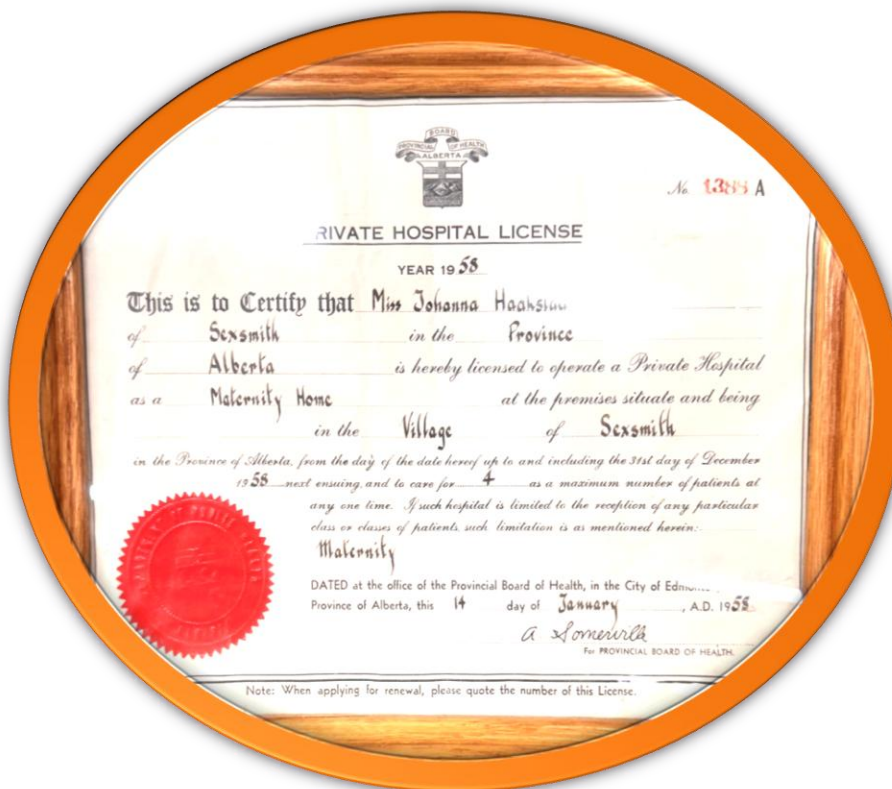 BOARD
PROVINCIAL OF HEALTH
ALBERTA
No. 1388 A
RIVATE HOSPITAL LICENSE
YEAR 1958
This is to Certify that Miss Johanna
of Sexsmith in the Province
of Alberta is hereby licensed to operate a Private Hospital
as a Maternity Home at the premises situate and being
in the Village of Sexsmith
in the Province of Alberta, from the day of the date hereof up to and including the 31st day of December
1958 next ensuing, and to care for 4 as a maximum number of patients at
any one time. If such hospital is limited to the reception of any particular
class or classes of patients such limitation is as mentioned herein:
Maternity
DATED at the office of the Provincial Board of Health, in the City of
Province of Alberta, this 14 day of January, A.D. 1958
A Somerville
For PROVINCIAL BOARD OF HEALTH.
Note: When applying for renewal, please quote the number of this License.